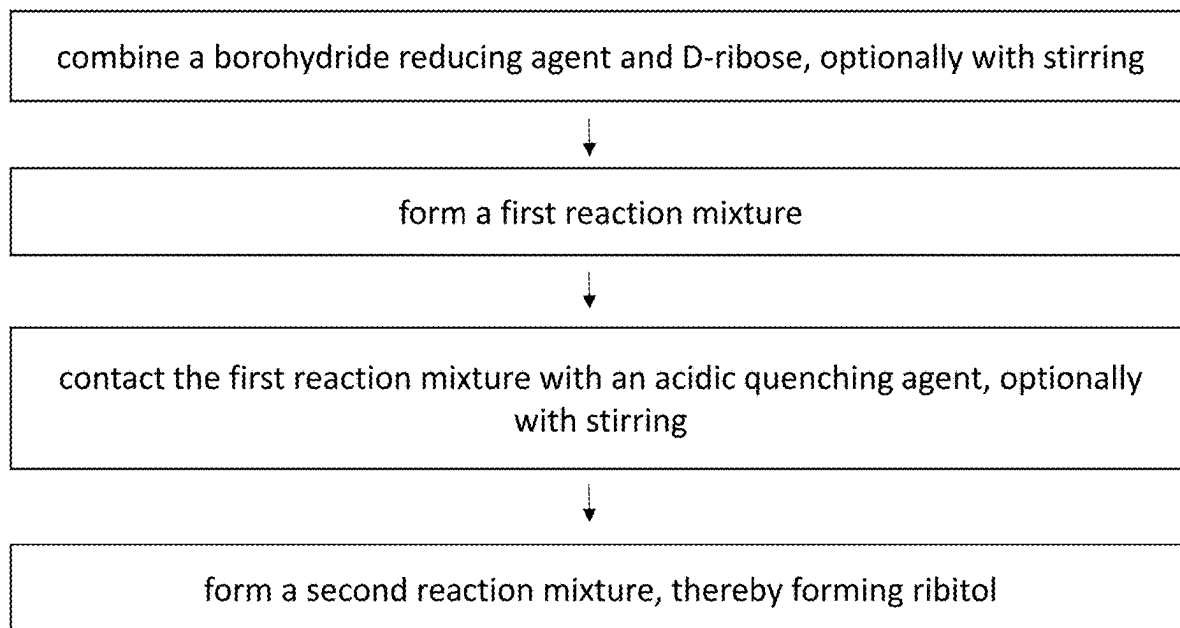 combine a borohydride reducing agent and D-ribose, optionally with stirring
form a first reaction mixture
contact the first reaction mixture with an acidic quenching agent, optionally
with stirring
form a second reaction mixture, thereby forming ribitol